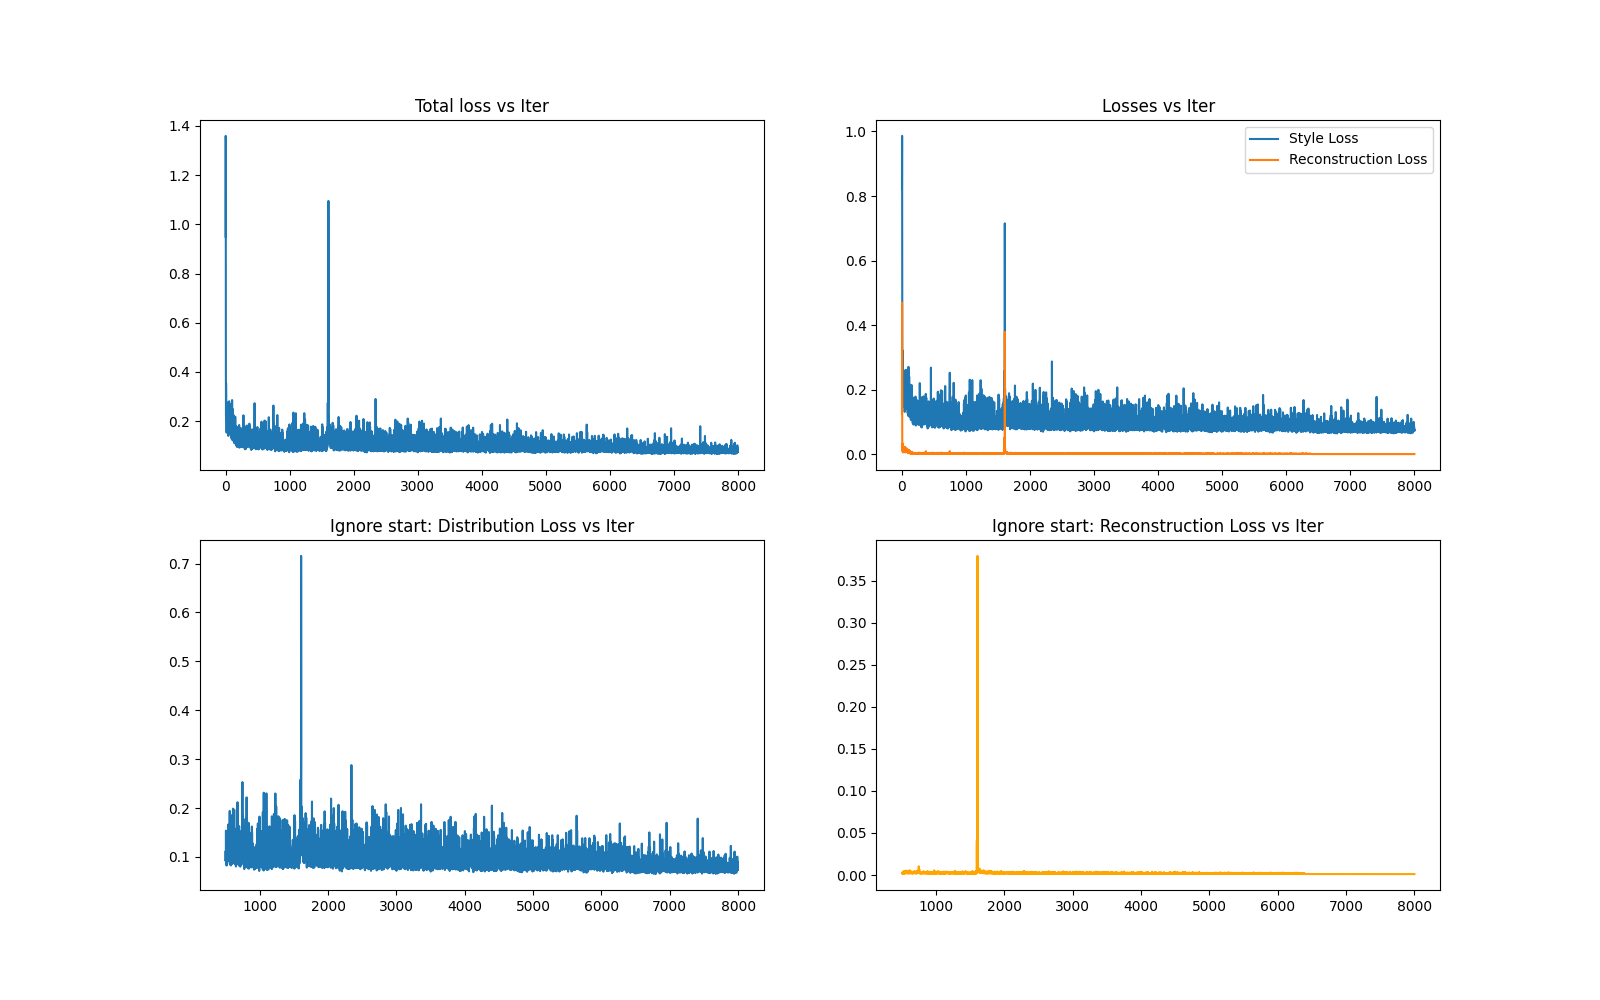 Total loss vs Iter
1.4
1.2
1.0
0.8
0.6
0.4
0.2
0 1000 2000 3000 4000 5000 6000 7000 8000
Losses vs Iter
Style Loss
Reconstruction Loss
1.0
0.8
0.6
0.4
0.2
0.0
0 1000 2000 3000 4000 5000 6000 7000 8000
Ignore start: Distribution Loss vs Iter
0.7
0.6
0.5
0.4
0.3
0.2
0.1
1000 2000 3000 4000 5000 6000 7000 8000
Ignore start: Reconstruction Loss vs Iter
0.35
0.30
0.25
0.20
0.15
0.10
0.05
0.00
1000 2000 3000 4000 5000 6000 7000 8000